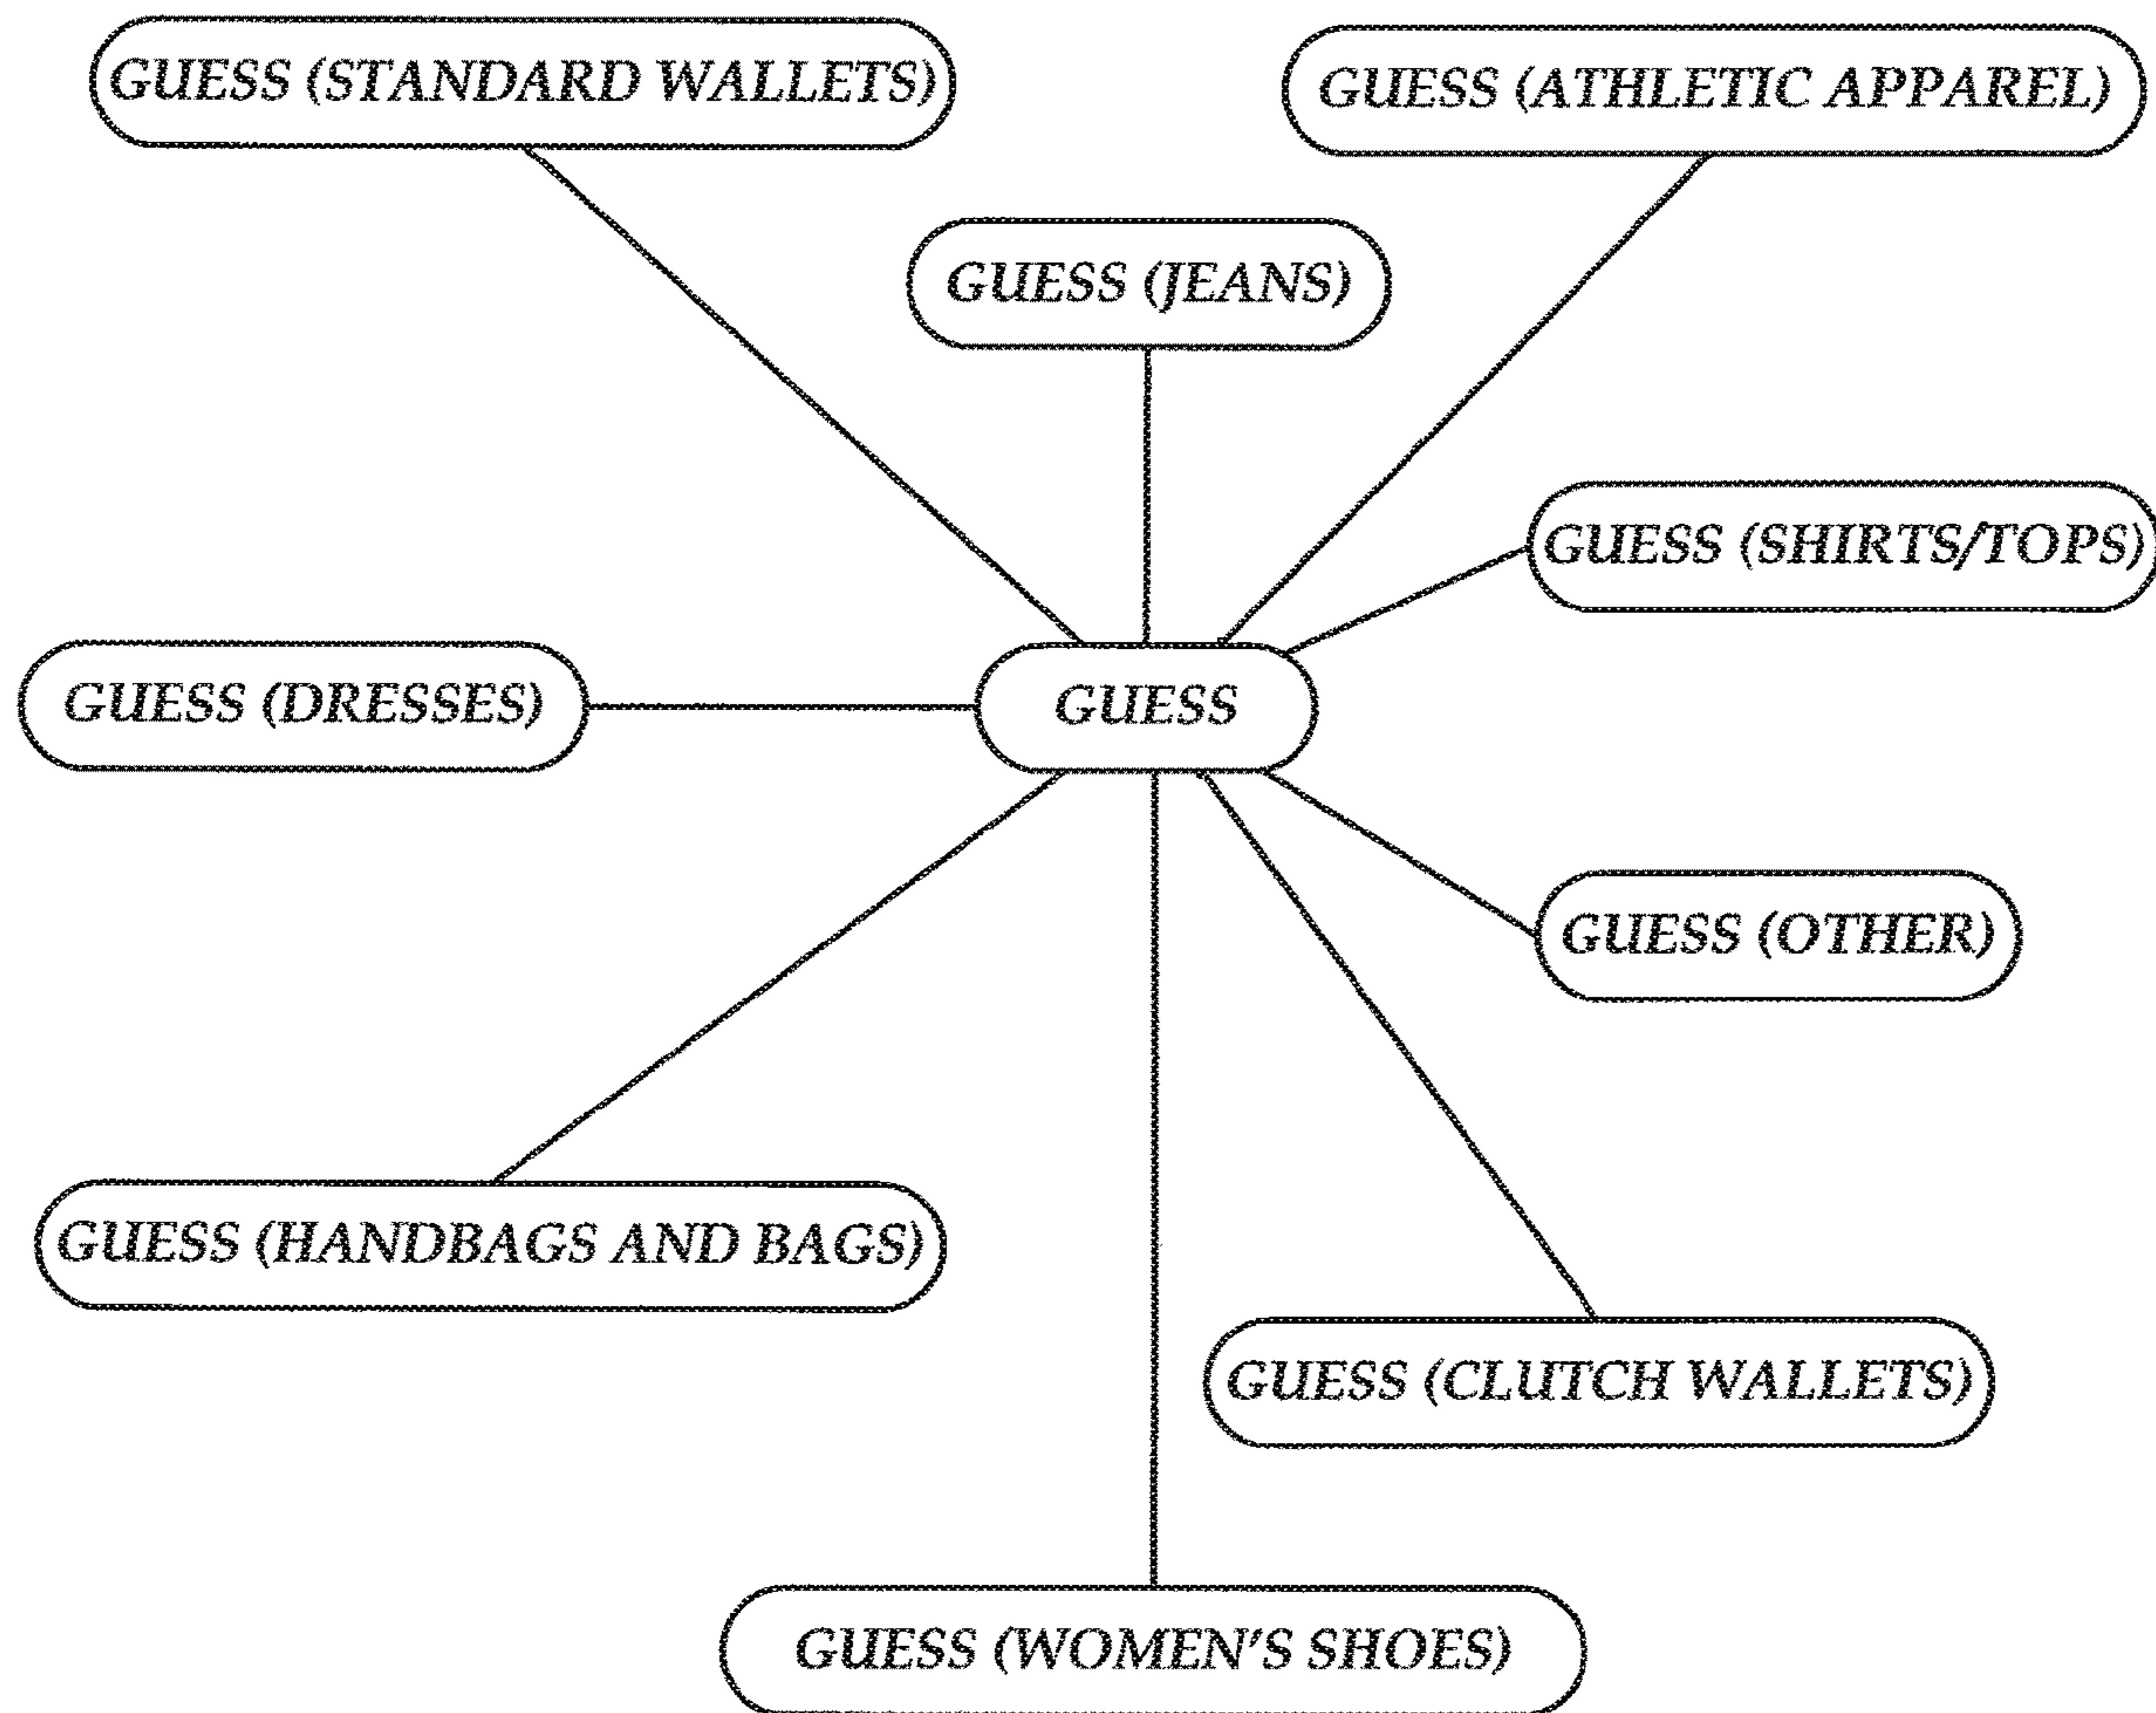 GUESS (STANDARD WALLETS)
GUESS (ATHLETIC APPAREL)
GUESS (JEANS)
GUESS (SHIRTS/TOPS)
GUESS (DRESSES)
GUESS
GUESS (OTHER)
GUESS (HANDBAGS AND BAGS)
GUESS (CLUTCH WALLETS)
GUESS (WOMEN'S SHOES)